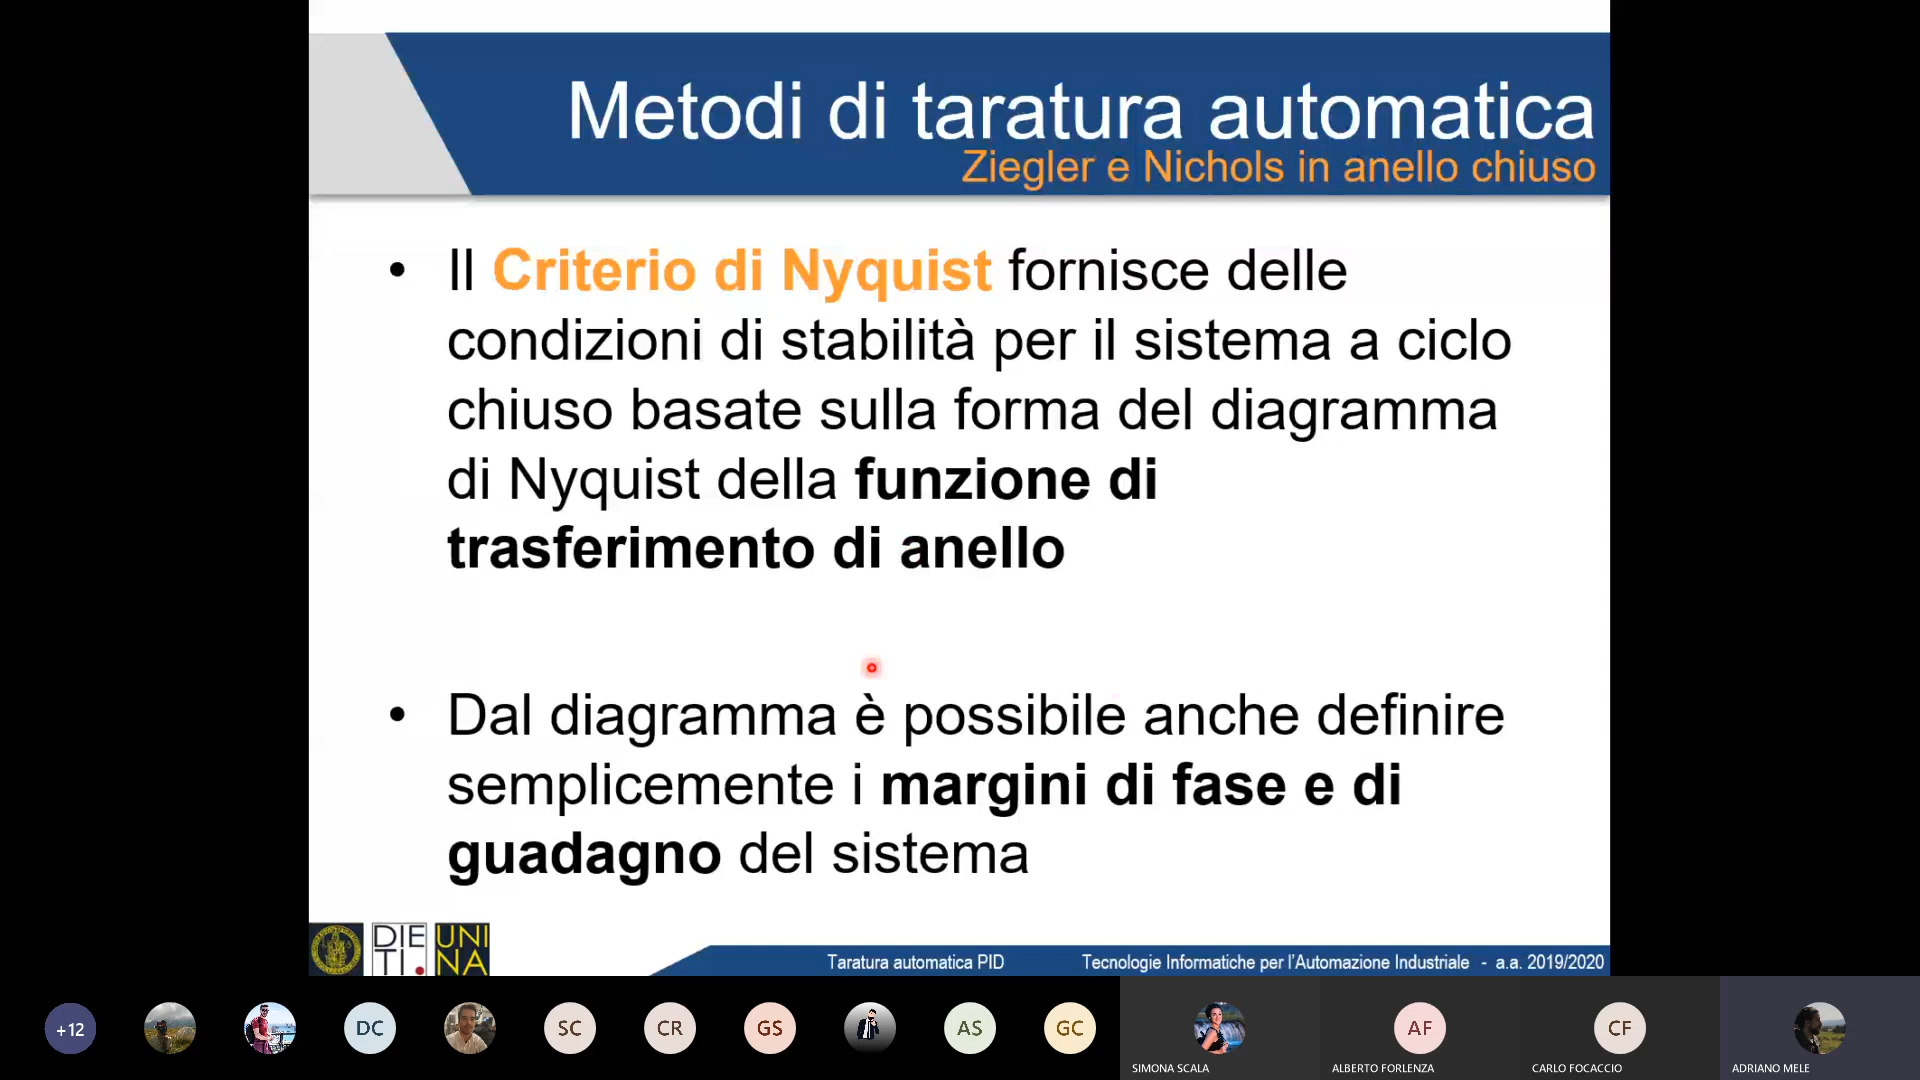 Metodi di taratura automatica
Ziegler e Nichols in anello chiuso
• Il Criterio di Nyquist fornisce delle
condizioni di stabilità per il sistema a ciclo
chiuso basate sulla forma del diagramma
di Nyquist della funzione di
trasferimento di anello
• Dal diagramma è possibile anche definire
semplicemente i margini di fase e di
guadagno del sistema
DIE
TI.
UNI
NA
Taratura automatica PID
Tecnologie Informatiche per l'Automazione Industriale - a.a. 2019/2020
+12
DC
SC
CR
GS
AS
GC
AF
CF
SIMONA SCALA
ALBERTO FORLENZA
CARLO FOCACCIO
ADRIANO MELE